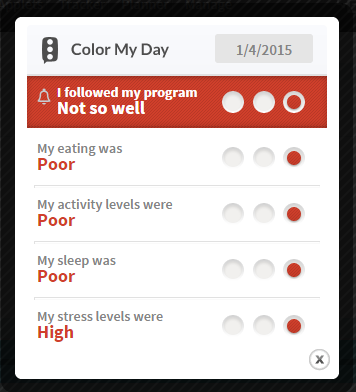 Color My Day
1/4/2015
I followed my program
Not so well
My eating was
Poor
My activity levels were
Poor
My sleep was
Poor
My stress levels were
High
x